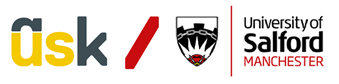 ask
University of
Salford
MANCHESTER